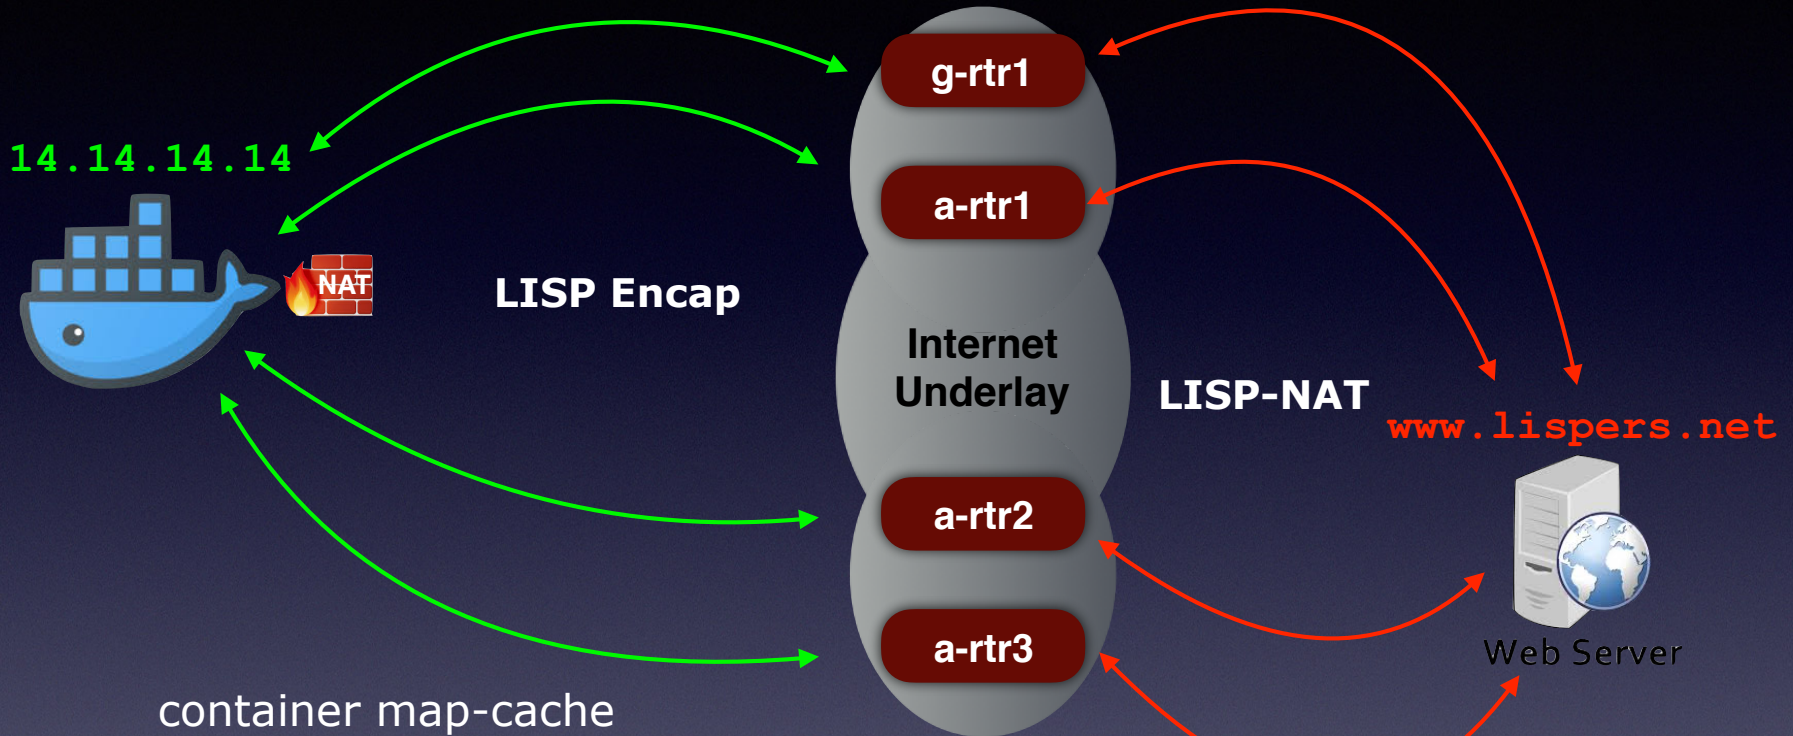 g-rtr1
14.14.14.14
a-rtr1
NAT
LISP Encap
Internet
Underlay
LISP-NAT
www.lispers.net
a-rtr2
a-rtr3
Web Server
container map-cache